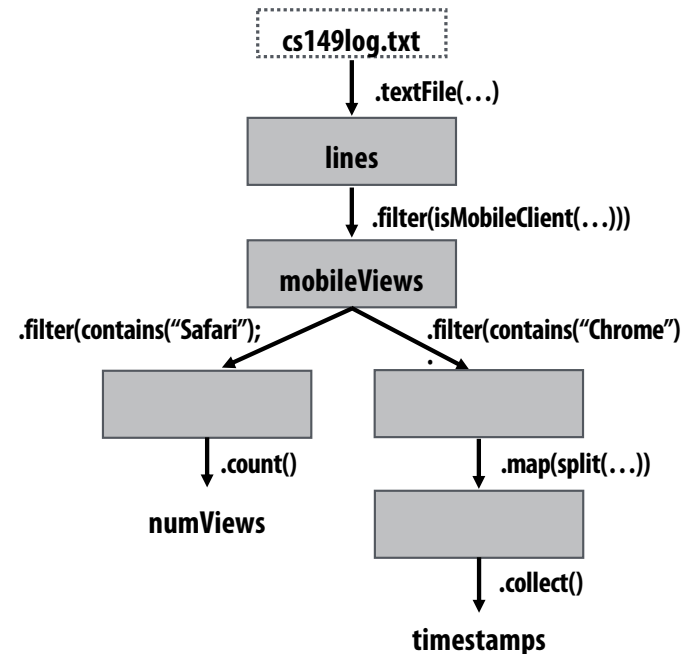 cs149log.txt
.textFile(...)
lines
.filter(isMobileClient(...)))
mobileViews
.filter(contains(“Safari”);
.filter(contains(“Chrome”)
.
.count()
.map(split(...))
numViews
.collect()
timestamps